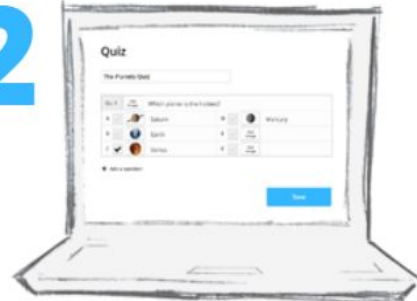 2
Quiz
The Planets Quiz
Which planet is the hottest?
A Saturn D Mercury
B Earth E
C Venus F
Add a question
Save